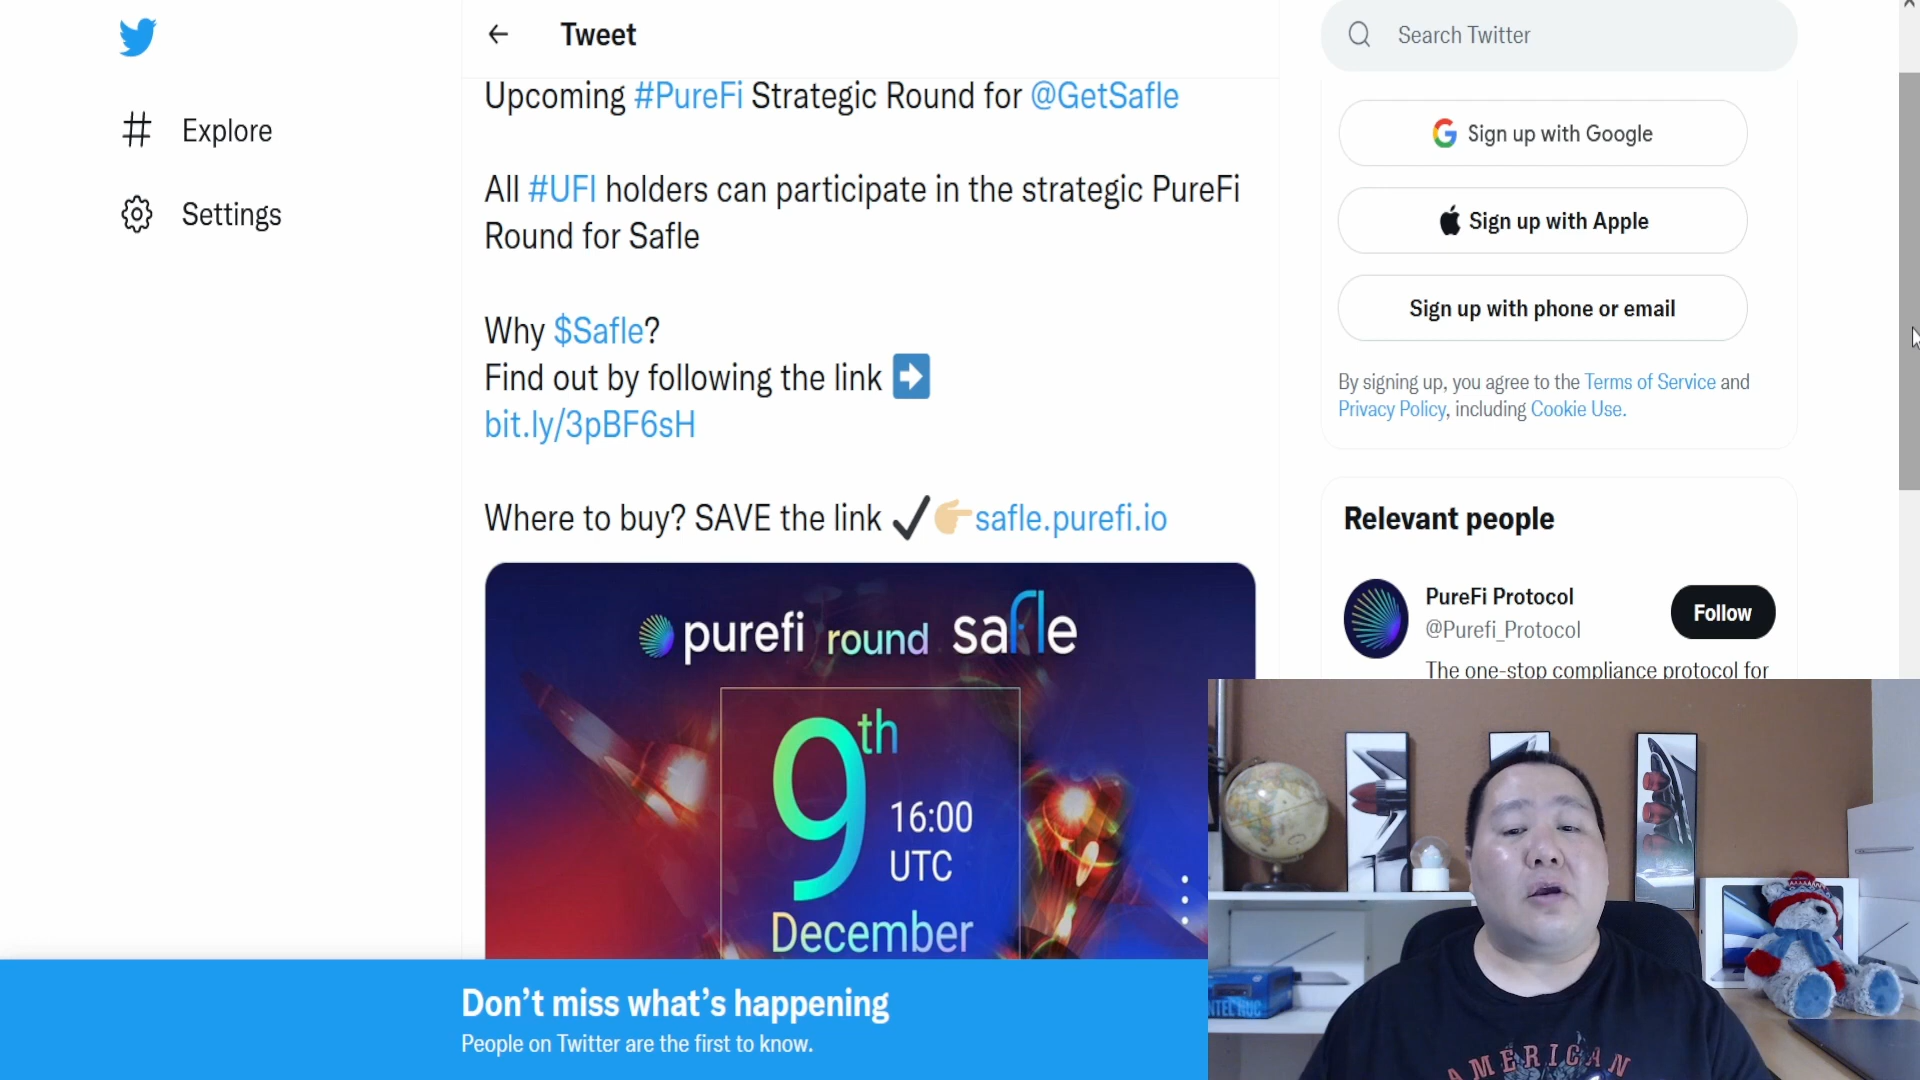 Tweet
Search Twitter
Upcoming #PureFi Strategic Round for @GetSafle
Explore
Sign up with Google
All #UFI holders can participate in the strategic PureFi
Round for Safle
Settings
Sign up with Apple
Sign up with phone or email
Why $Safle?
Find out by following the link
bit.ly/3pBF6sH
By signing up, you agree to the Terms of Service and
Privacy Policy, including Cookie Use.
Where to buy? SAVE the link safle.purefi.io
Relevant people
PureFi Protocol
@Purefi_Protocol
Follow
The one-stop compliance protocol for
purefi round safle
9th
16:00
UTC
December
Don't miss what's happening
People on Twitter are the first to know.
INTEL NUC
AMERICAN